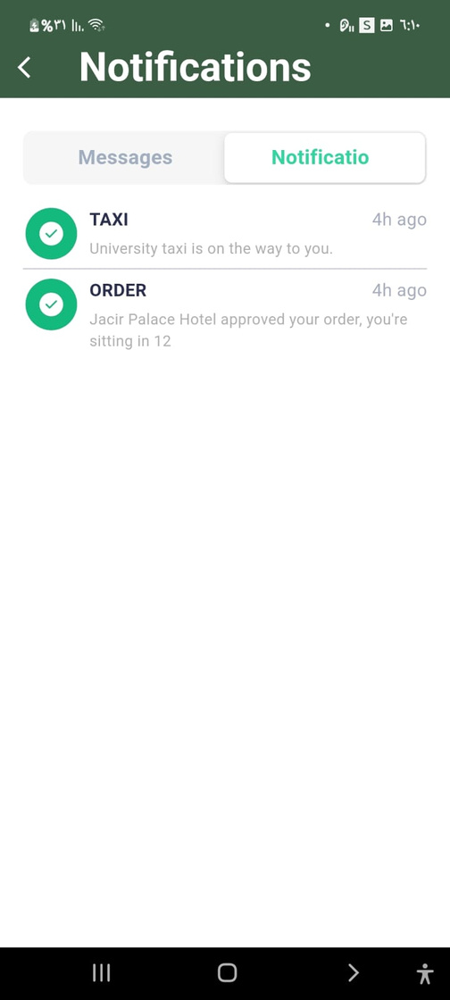 %٣١ ٦:١٠
Notifications
Messages Notificatio
TAXI 4h ago
University taxi is on the way to you.
ORDER 4h ago
Jacir Palace Hotel approved your order, you're
sitting in 12